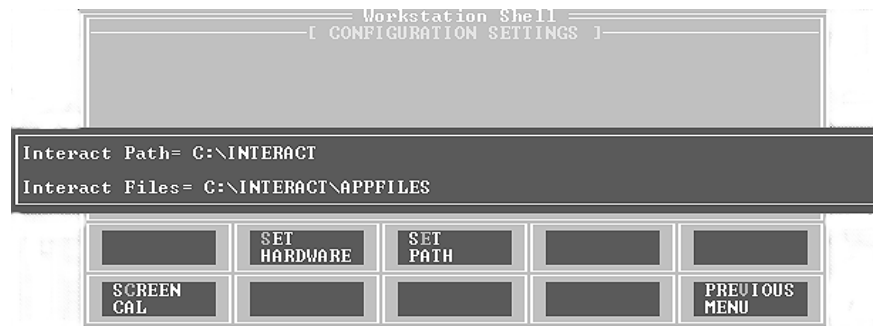 Workstation Shell
[ CONFIGURATION SETTINGS ]
Interact Path= C:\INTERACT
Interact Files= C:\INTERACT\APPFILES
SET HARDWARE
SET PATH
SCREEN CAL
PREVIOUS MENU